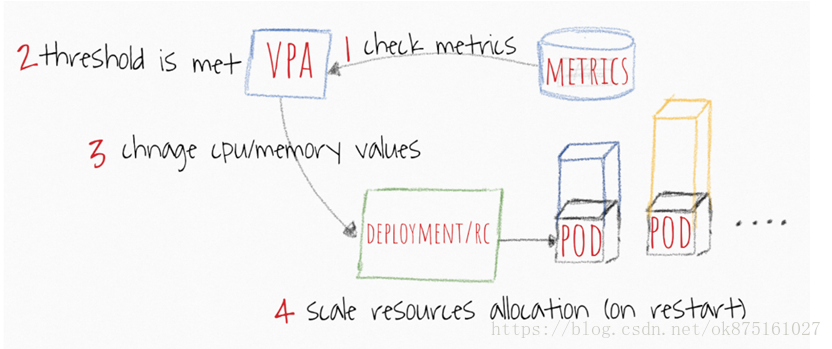 2 threshold is met
VPA
1 check metrics
METRICS
3 chnage cpu/memory values
DEPLOYMENT/RC
POD
POD
....
4 scale resources allocation (on restart)
https://blog.csdn.net/ok875161027